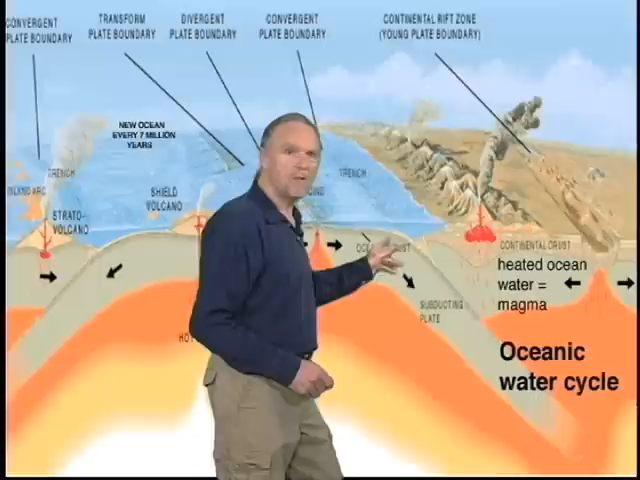 CONVERGENT
PLATE BOUNDARY
TRANSFORM
PLATE BOUNDARY
DIVERGENT
PLATE BOUNDARY
CONVERGENT
PLATE BOUNDARY
CONTINENTAL RIFT ZONE
(YOUNG PLATE BOUNDARY)
NEW OCEAN
EVERY 7 MILLION
YEARS
TRENCH
ISLAND ARC
STRATO-
VOLCANO
SHIELD
VOLCANO
TRENCH
CONTINENTAL CRUST
heated ocean
water =
magma
SUBDUCTING
PLATE
Oceanic
water cycle